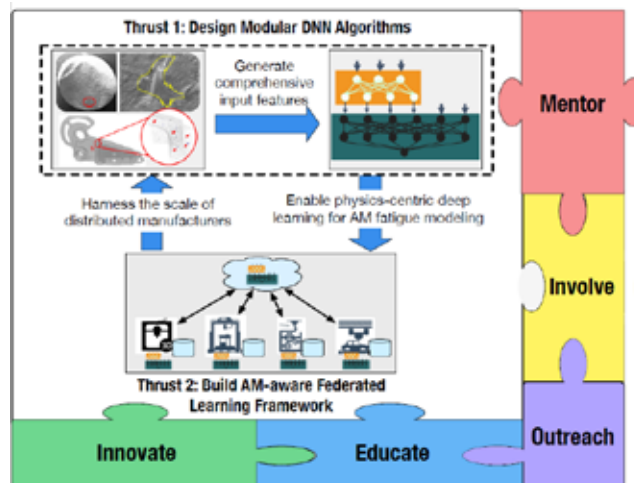 Thrust 1: Design Modular DNN Algorithms
Generate
comprehensive
input features
Mentor
Harness the scale of
distributed manufacturers
Enable physics-centric deep
learning for AM fatigue modeling
Involve
Thrust 2: Build AM-aware Federated
Learning Framework
Innovate
Educate
Outreach